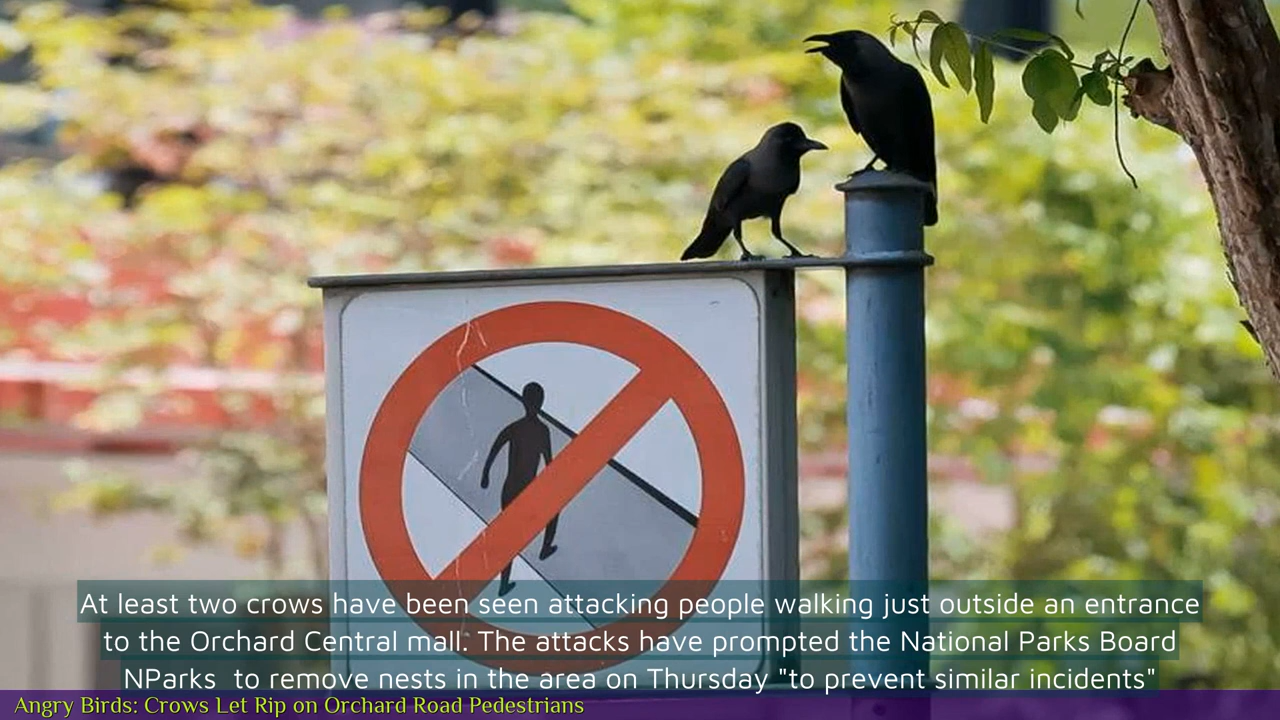 At least two crows have been seen attacking people walking just outside an entrance
to the Orchard Central mall. The attacks have prompted the National Parks Board
NParks  to remove nests in the area on Thursday "to prevent similar incidents"
Angry Birds: Crows Let Rip on Orchard Road Pedestrians